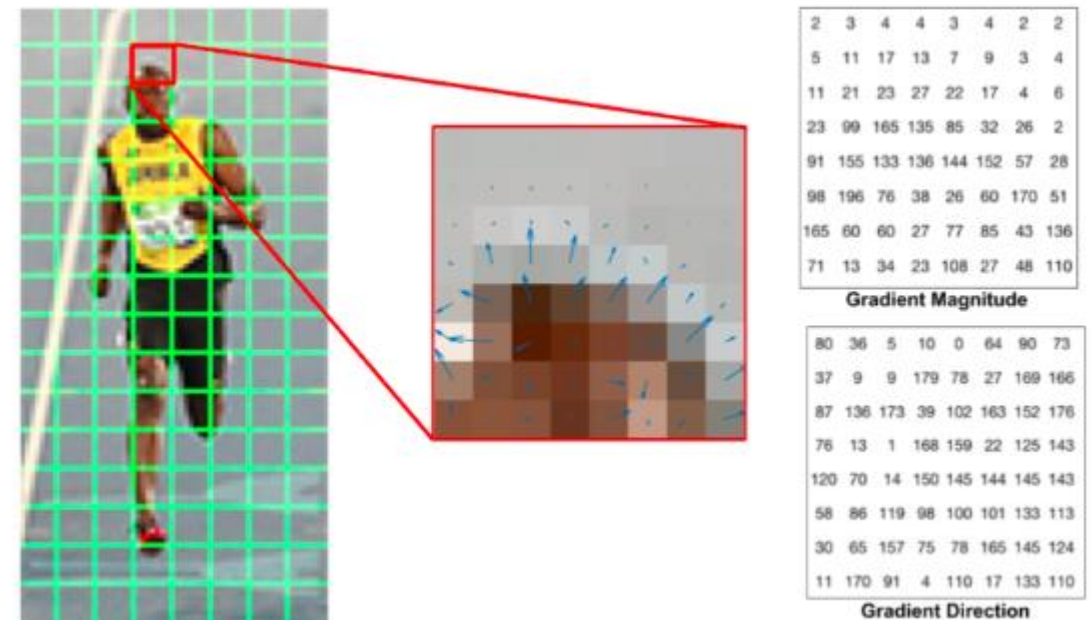 2 3 4 4 3 4 2 2
5 11 17 13 7 9 3 4
11 21 23 27 22 17 4 6
23 99 165 135 85 32 26 2
91 155 133 136 144 152 57 28
98 196 76 38 26 60 170 51
165 60 60 27 77 85 43 136
71 13 34 23 108 27 48 110
Gradient Magnitude
80 36 5 10 0 64 90 73
37 9 9 179 78 27 169 166
87 136 173 39 102 163 152 176
76 13 1 168 159 22 125 143
120 70 14 150 145 144 145 143
58 86 119 98 100 101 133 113
30 65 157 75 78 165 145 124
11 170 91 4 110 17 133 110
Gradient Direction